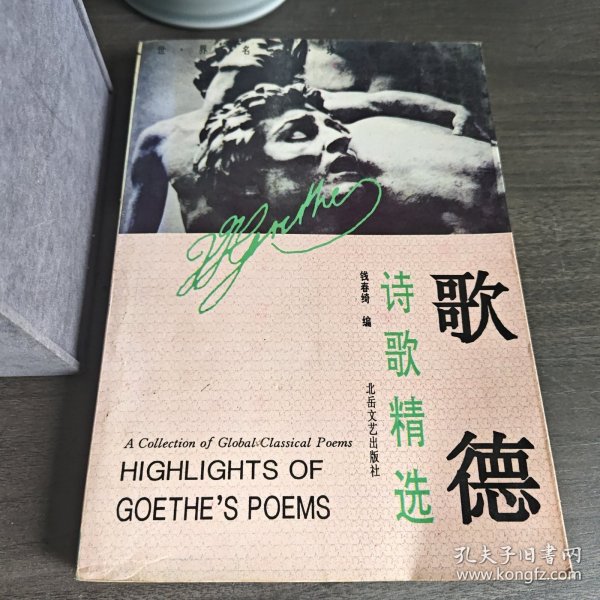 世·界·名
Goethe
歌德
诗歌精选
钱春绮 编
北岳文艺出版社
A Collection of Global Classical Poems
HIGHLIGHTS OF
GOETHE'S POEMS
孔夫子旧书网
www.kongfz.com